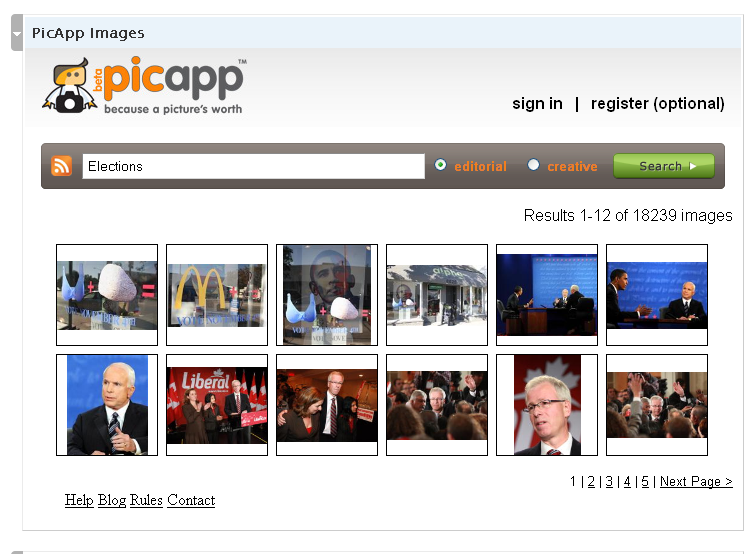 PicApp Images
beta picapp™
because a picture's worth
sign in | register (optional)
Elections
editorial
creative
Search
Results 1-12 of 18239 images
Liberal
1 | 2 | 3 | 4 | 5 | Next Page >
Help Blog Rules Contact